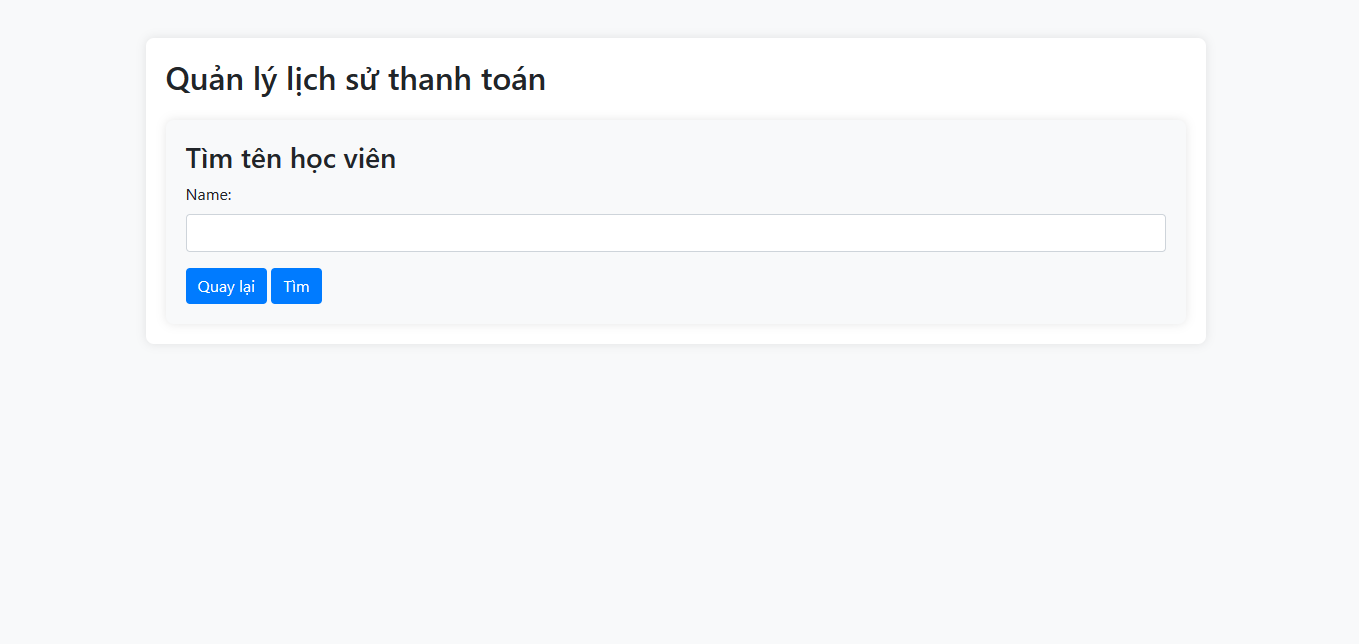 Quản lý lịch sử thanh toán
Tìm tên học viên
Name:
Quay lại Tìm